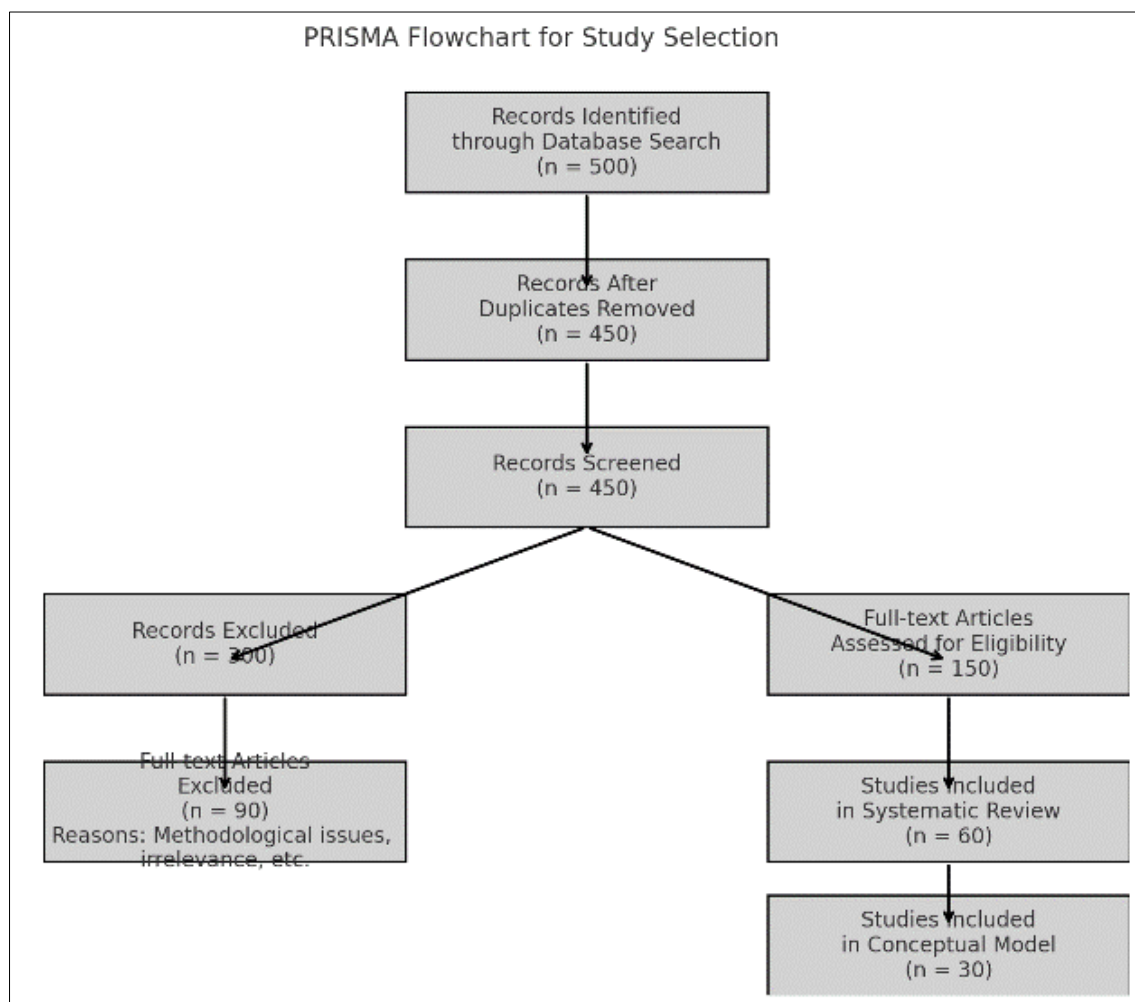 PRISMA Flowchart for Study Selection
Records Identified
through Database Search
(n = 500)
Records After
Duplicates Removed
(n = 450)
Records Screened
(n = 450)
Records Excluded
(n = 300)
Full-text Articles
Assessed for Eligibility
(n = 150)
Full-text Articles
Excluded
(n = 90)
Reasons: Methodological issues,
irrelevance, etc.
Studies Included
in Systematic Review
(n = 60)
Studies Included
in Conceptual Model
(n = 30)